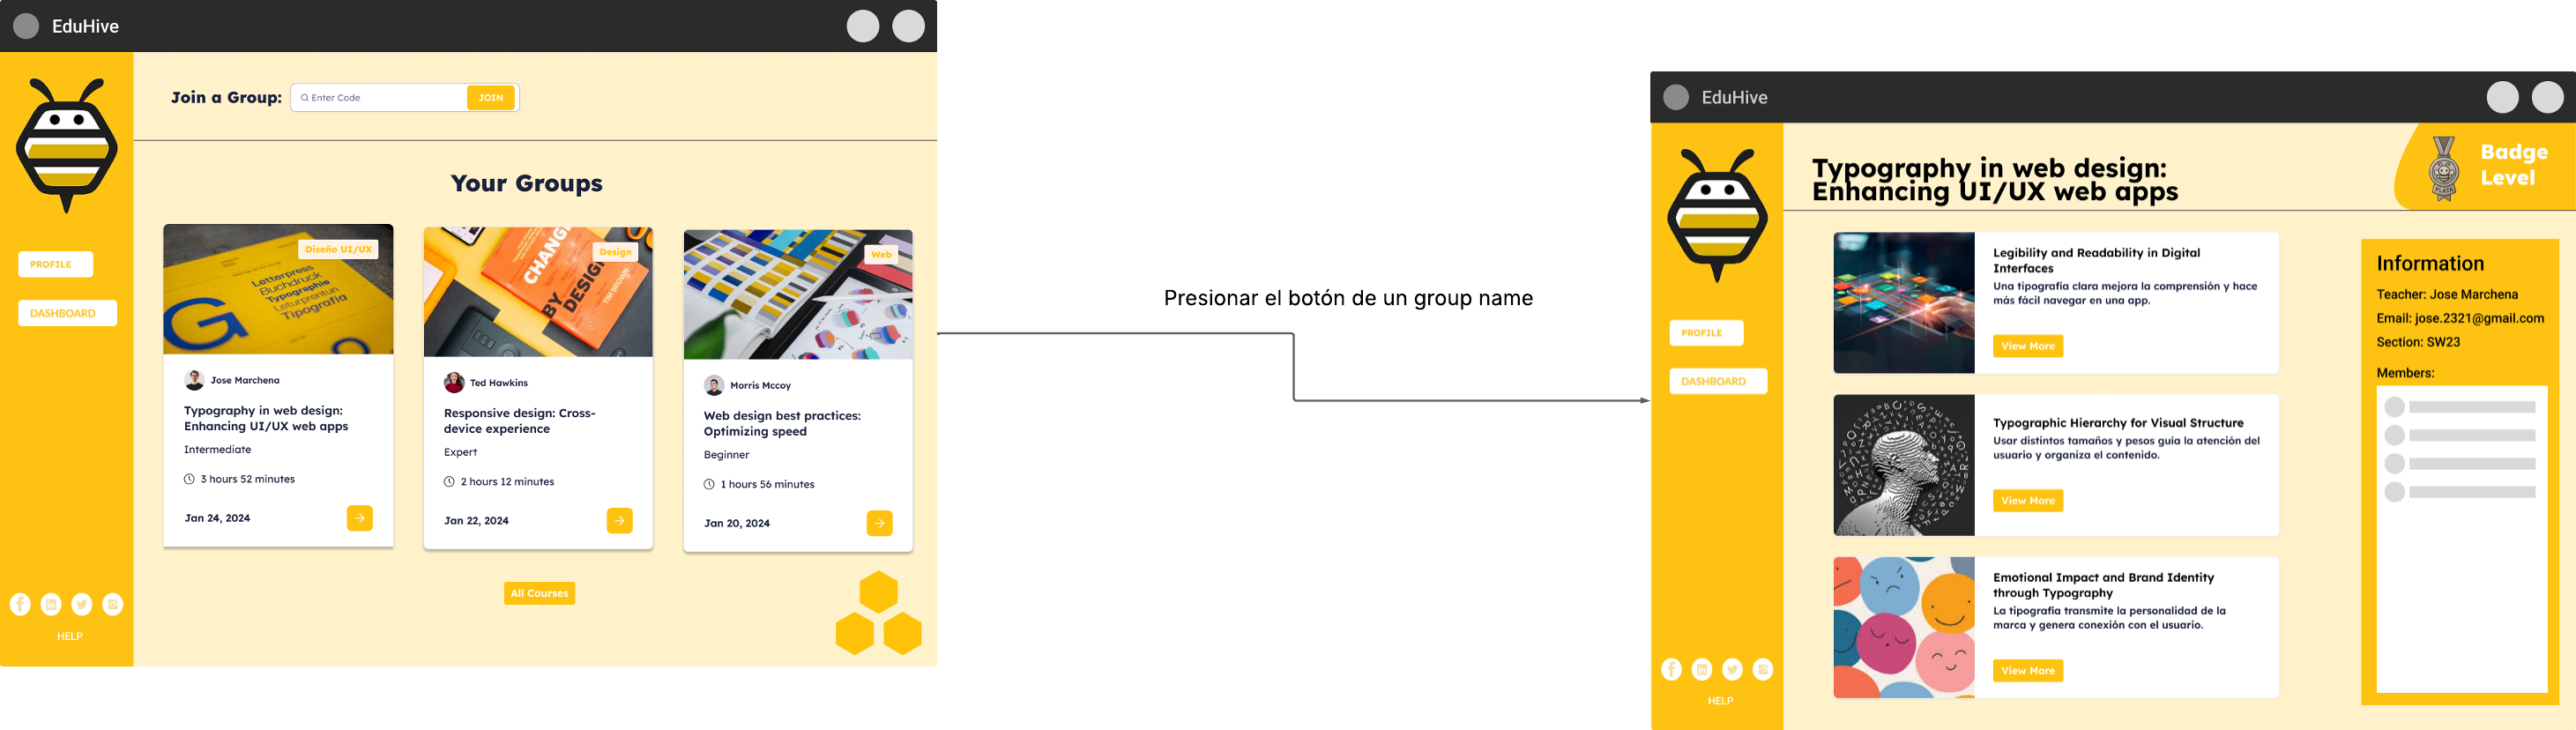 EduHive
Join a Group:
Enter Code
JOIN
PROFILE
DASHBOARD
HELP
Your Groups
Diseño UI/UX
Letterpress
Buchdruck
Typographie
Leturprentun
Tipografia
G
Jose Marchena
Typography in web design:
Enhancing UI/UX web apps
Intermediate
3 hours 52 minutes
Jan 24, 2024
Design
CHANGE
BY
DESIGN
TIM BROWN
Ted Hawkins
Responsive design: Cross-
device experience
Expert
2 hours 12 minutes
Jan 22, 2024
Web
Morris Mccoy
Web design best practices:
Optimizing speed
Beginner
1 hours 56 minutes
Jan 20, 2024
All Courses
Presionar el botón de un group name
EduHive
PROFILE
DASHBOARD
HELP
Typography in web design:
Enhancing UI/UX web apps
PLATA
Badge
Level
Legibility and Readability in Digital
Interfaces
Una tipografía clara mejora la comprensión y hace
más fácil navegar en una app.
View More
Typographic Hierarchy for Visual Structure
Usar distintos tamaños y pesos guía la atención del
usuario y organiza el contenido.
View More
Emotional Impact and Brand Identity
through Typography
La tipografía transmite la personalidad de la
marca y genera conexión con el usuario.
View More
Information
Teacher: Jose Marchena
Email: jose.2321@gmail.com
Section: SW23
Members: